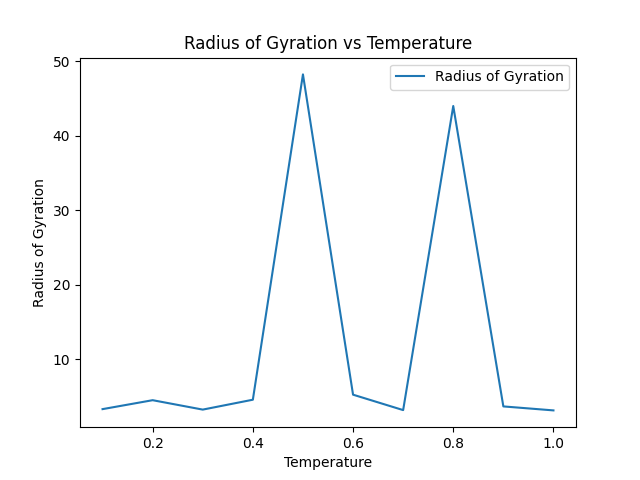 Radius of Gyration vs Temperature
Radius of Gyration
50
40
30
20
10
Radius of Gyration
0.2
0.4
0.6
0.8
1.0
Temperature